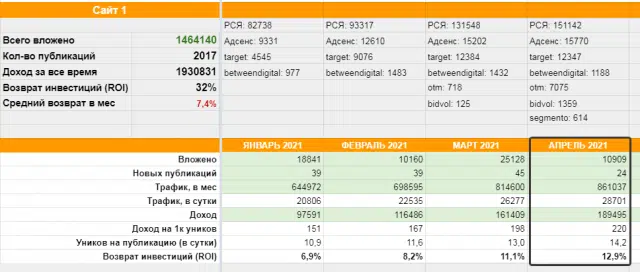 Сайт 1
РСЯ: 82738 РСЯ: 93317 РСЯ: 131548 РСЯ: 151142
Всего вложено 1464140 Адсенс: 9331 Адсенс: 12610 Адсенс: 15202 Адсенс: 15770
Кол-во публикаций 2017 target: 4545 target: 9076 target: 12384 target: 12347
Доход за все время 1930831 betweendigital: 977 betweendigital: 1483 betweendigital: 1432 betweendigital: 1188
Возврат инвестиций (ROI) 32% otm: 718 otm: 7075
Средний возврат в мес 7,4% bidvol: 125 bidvol: 1359
segmento: 614
ЯНВАРЬ 2021 ФЕВРАЛЬ 2021 МАРТ 2021 АПРЕЛЬ 2021
Вложено 18841 10160 25128 10909
Новых публикаций 39 39 45 24
Трафик, в мес 644972 698595 814600 861037
Трафик, в сутки 20806 22535 26277 28701
Доход 97591 116486 161409 189495
Доход на 1к уников 151 167 198 220
Уников на публикацию (в сутки) 10,9 11,6 13,0 14,2
Возврат инвестиций (ROI) 6,9% 8,2% 11,1% 12,9%